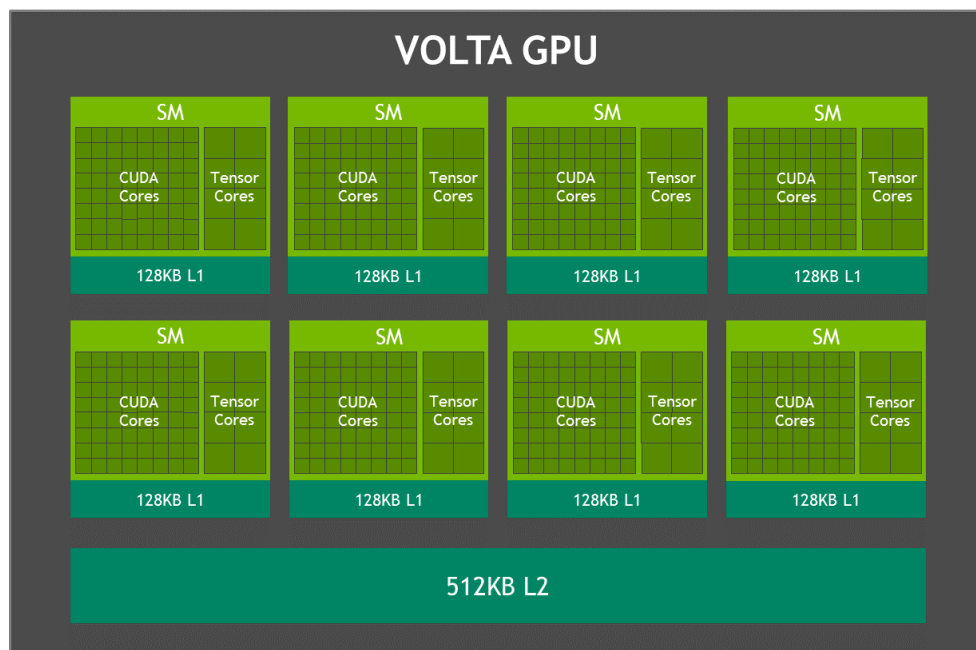 VOLTA GPU
SM
CUDA
Cores
Tensor
Cores
128KB L1
SM
CUDA
Cores
Tensor
Cores
128KB L1
SM
CUDA
Cores
Tensor
Cores
128KB L1
SM
CUDA
Cores
Tensor
Cores
128KB L1
SM
CUDA
Cores
Tensor
Cores
128KB L1
SM
CUDA
Cores
Tensor
Cores
128KB L1
SM
CUDA
Cores
Tensor
Cores
128KB L1
SM
CUDA
Cores
Tensor
Cores
128KB L1
512KB L2